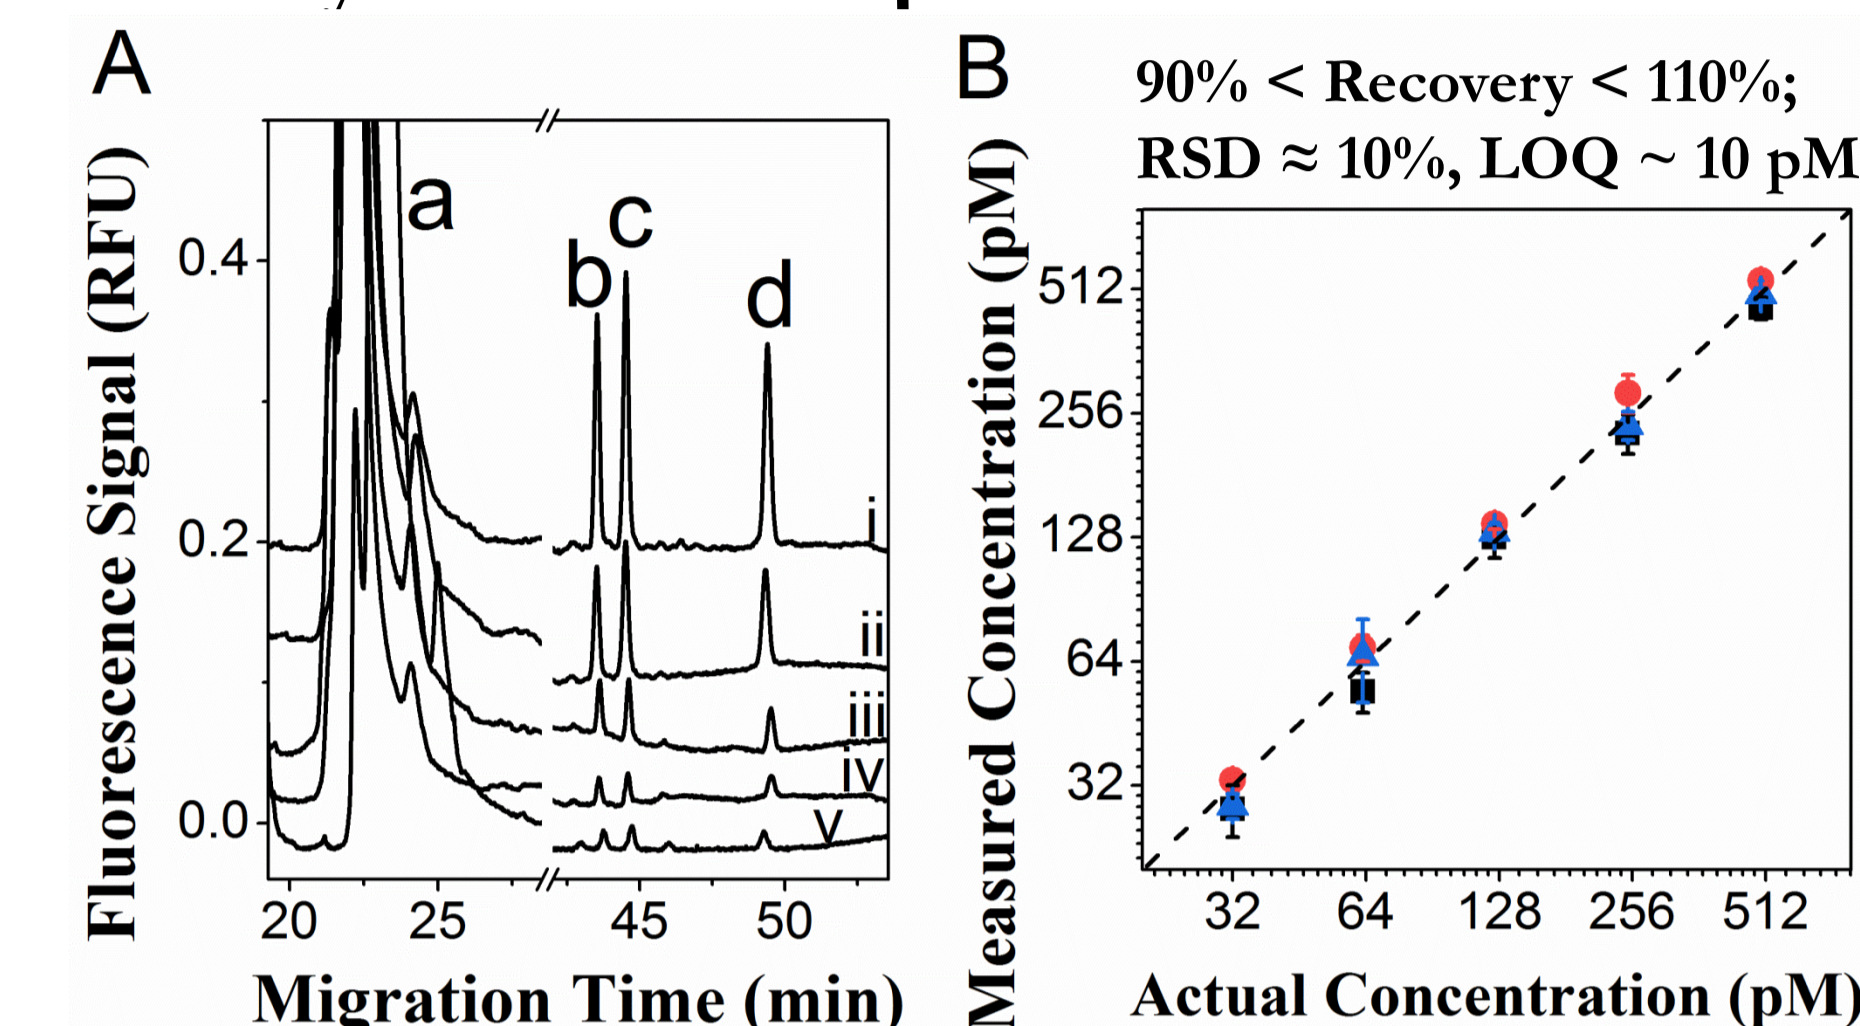 A
Fluorescence Signal (RFU)
0.4
0.2
0.0
a
b
c
d
i
ii
iii
iv
v
20 25 45 50
Migration Time (min)
B
90% < Recovery < 110%;
RSD ≈ 10%, LOQ ~ 10 pM
Measured Concentration (pM)
512
256
128
64
32
32 64 128 256 512
Actual Concentration (pM)